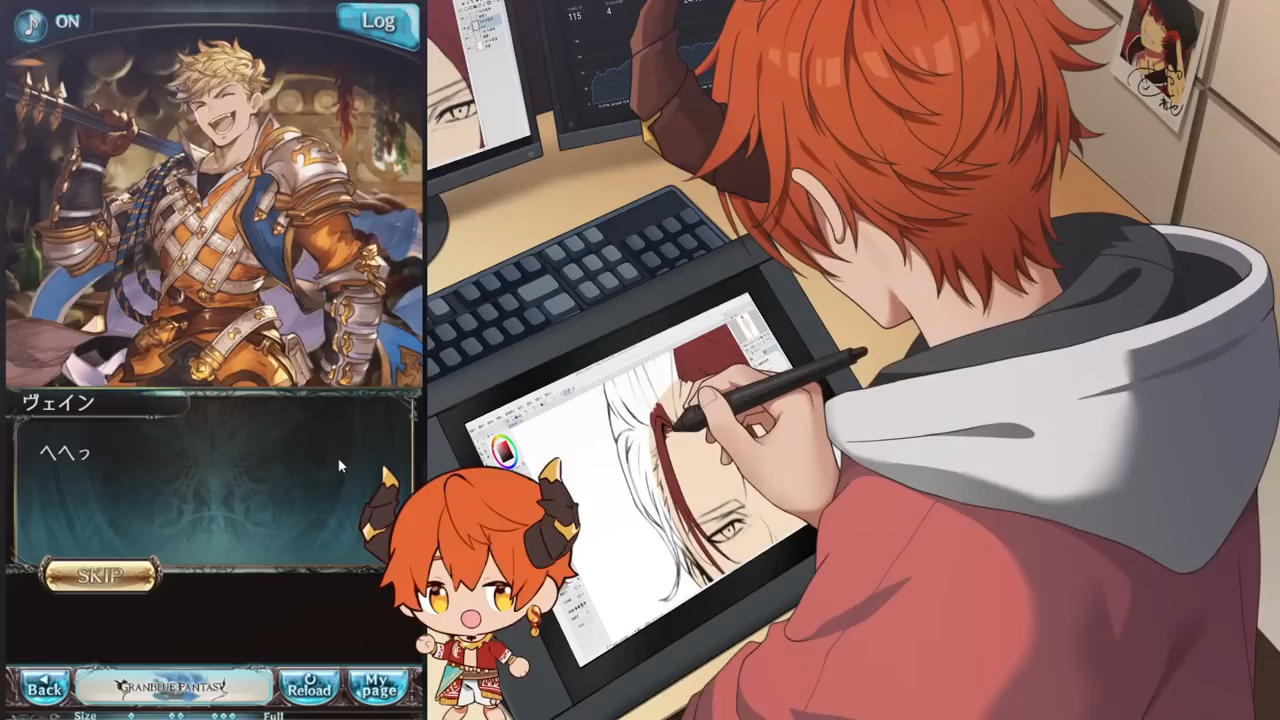 ON
Log
ヴェイン
へへっ
SKIP
Back
GRANBLUE FANTASY
Reload
My
page
Size
Full
115
4